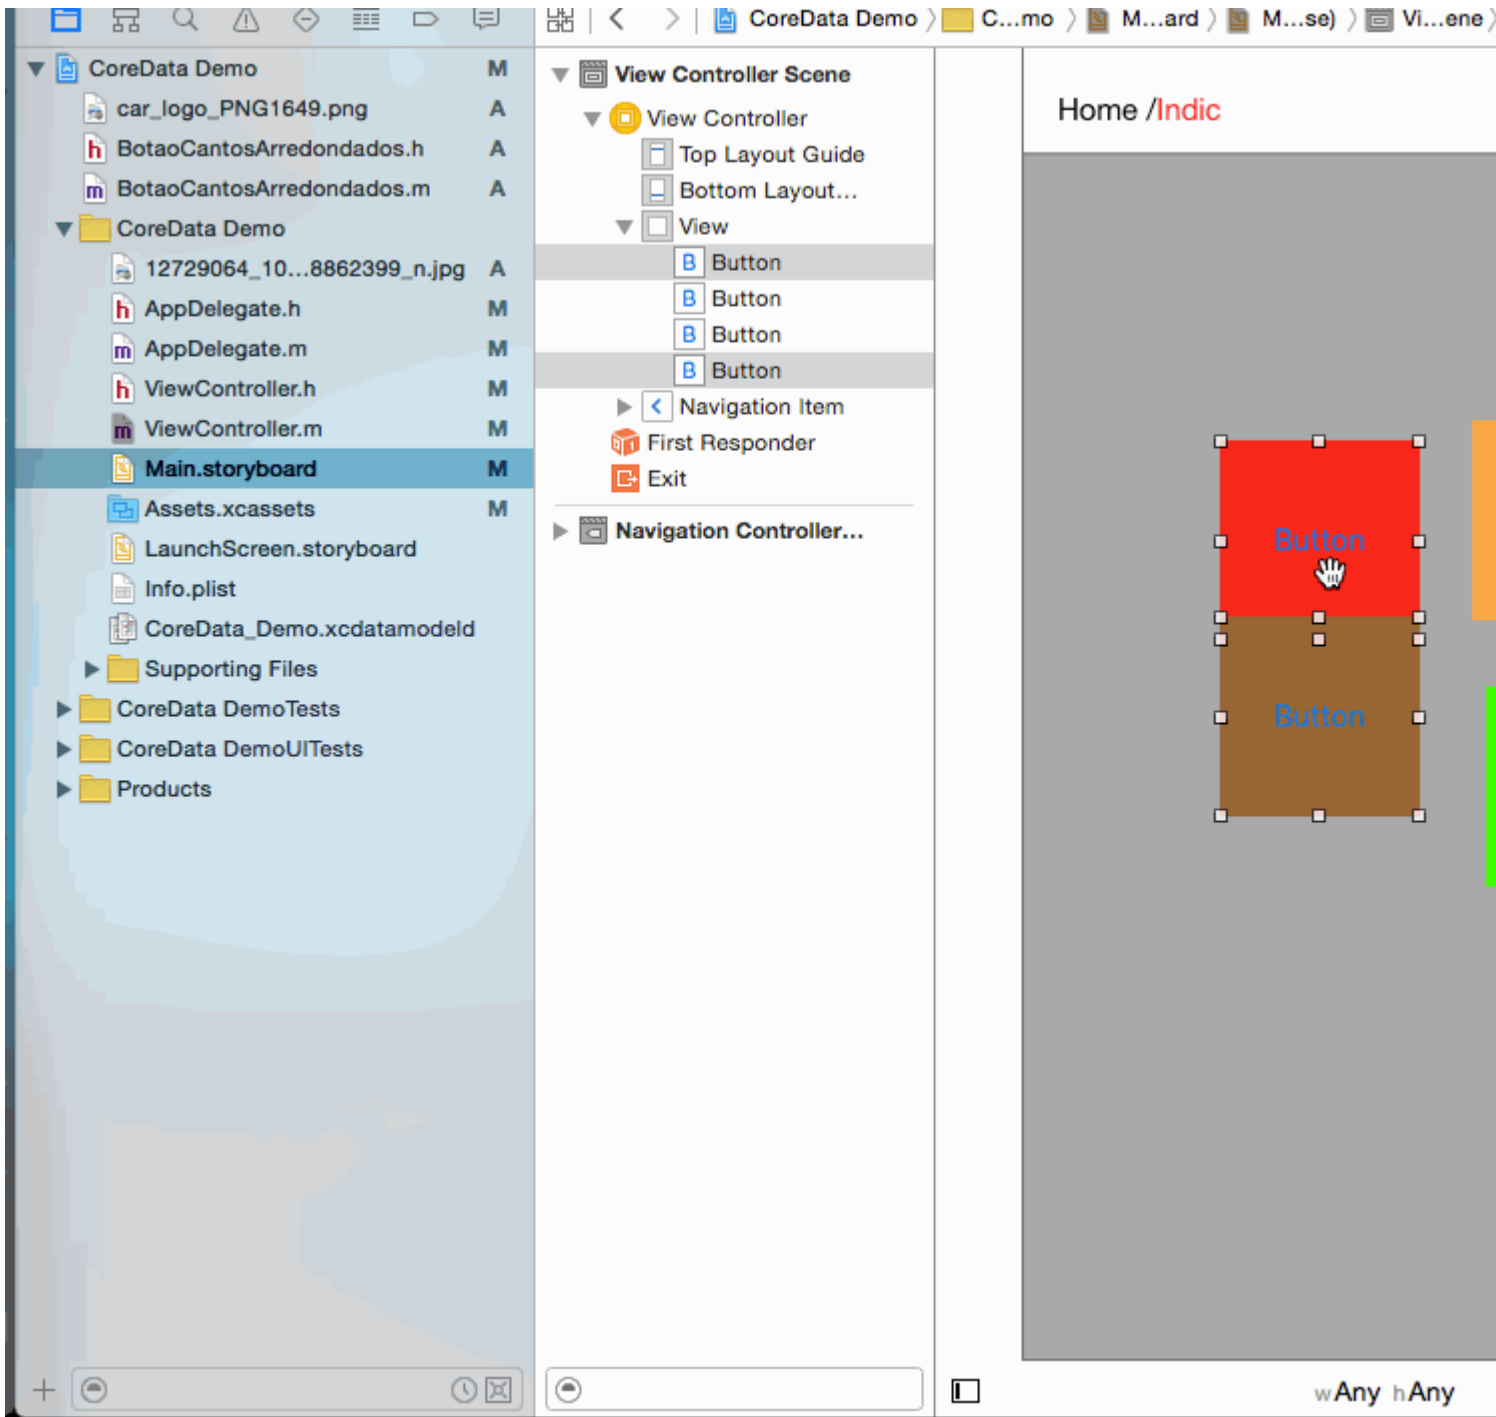 CoreData Demo 〉 C...mo 〉 M...ard 〉 M...se) 〉 Vi...ene 〉
CoreData Demo M
car_logo_PNG1649.png A
BotaoCantosArredondados.h A
BotaoCantosArredondados.m A
CoreData Demo
12729064_10...8862399_n.jpg A
AppDelegate.h M
AppDelegate.m M
ViewController.h M
ViewController.m M
Main.storyboard M
Assets.xcassets M
LaunchScreen.storyboard
Info.plist
CoreData_Demo.xcdatamodeld
Supporting Files
CoreData DemoTests
CoreData DemoUITests
Products
View Controller Scene
View Controller
Top Layout Guide
Bottom Layout...
View
B Button
B Button
B Button
B Button
Navigation Item
First Responder
Exit
Navigation Controller...
Home /Indic
Button
Button
wAny hAny